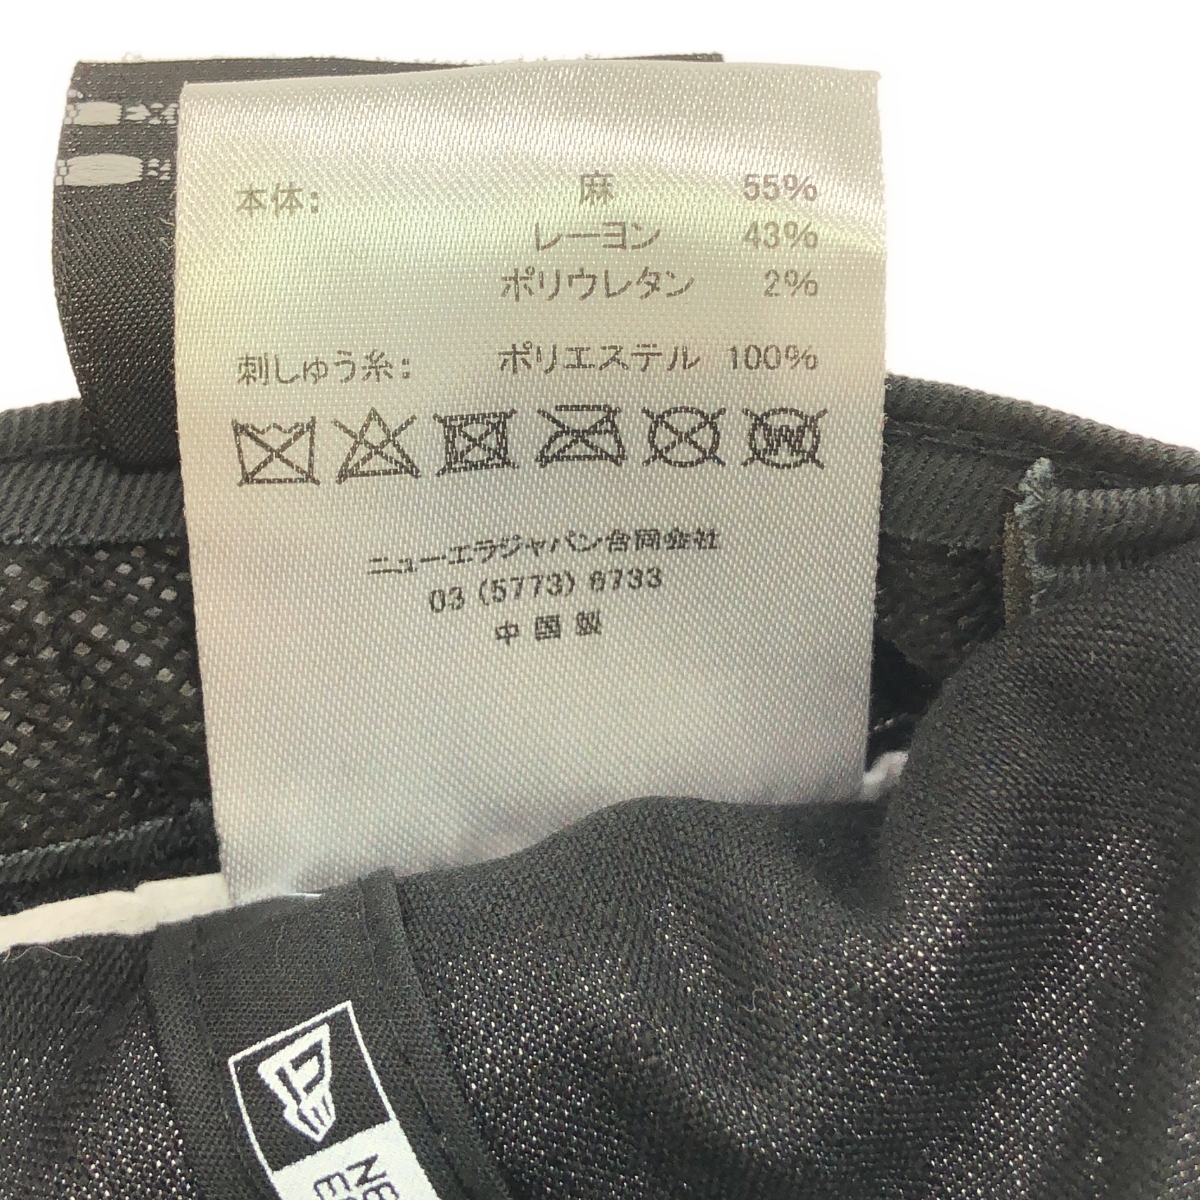 本体: 麻 55%
レーヨン 43%
ポリウレタン 2%
刺しゅう糸: ポリエステル 100%
W
ニューエラジャパン合同会社
03 (5773) 6733
中国製